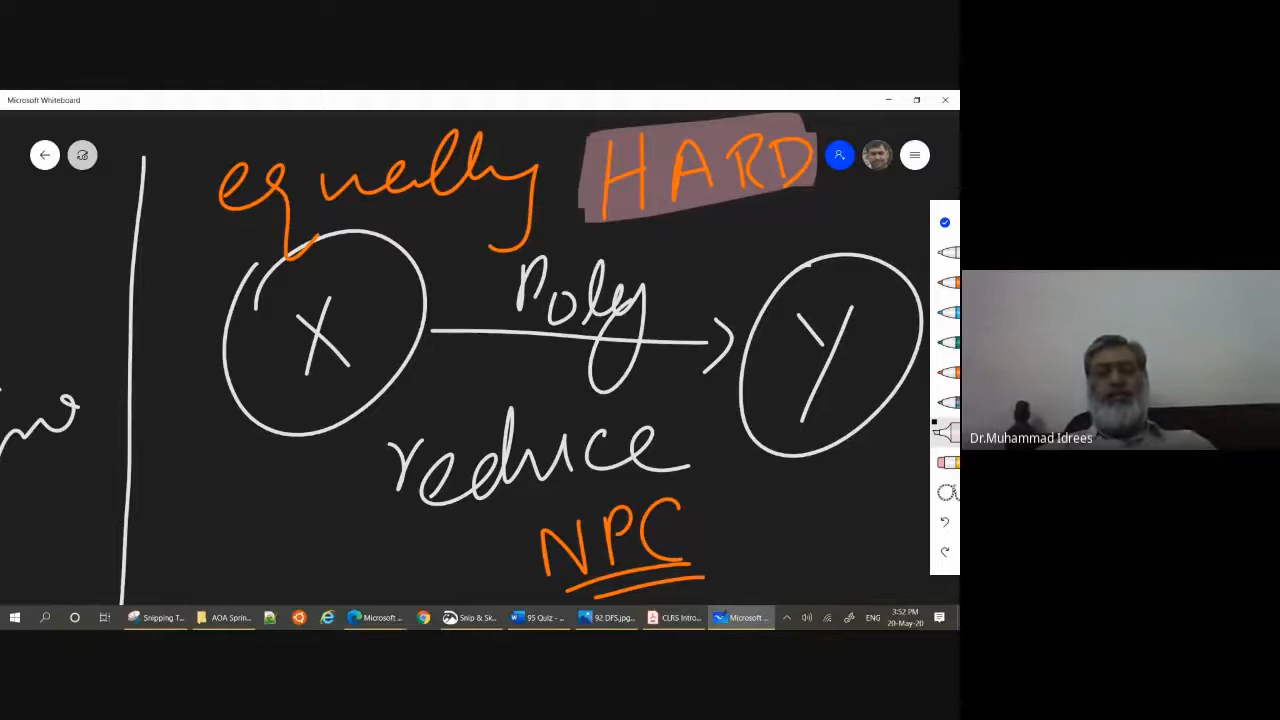 Microsoft Whiteboard
equally HARD
X Poly Y
reduce
NPC
Dr.Muhammad Idrees
Snipping T... AOA Sprin... Microsoft ... Snip & Sk... 95 Quiz - ... 92 DFS.jpg... CLRS Intro... Microsoft ... ENG 3:52 PM
20-May-20